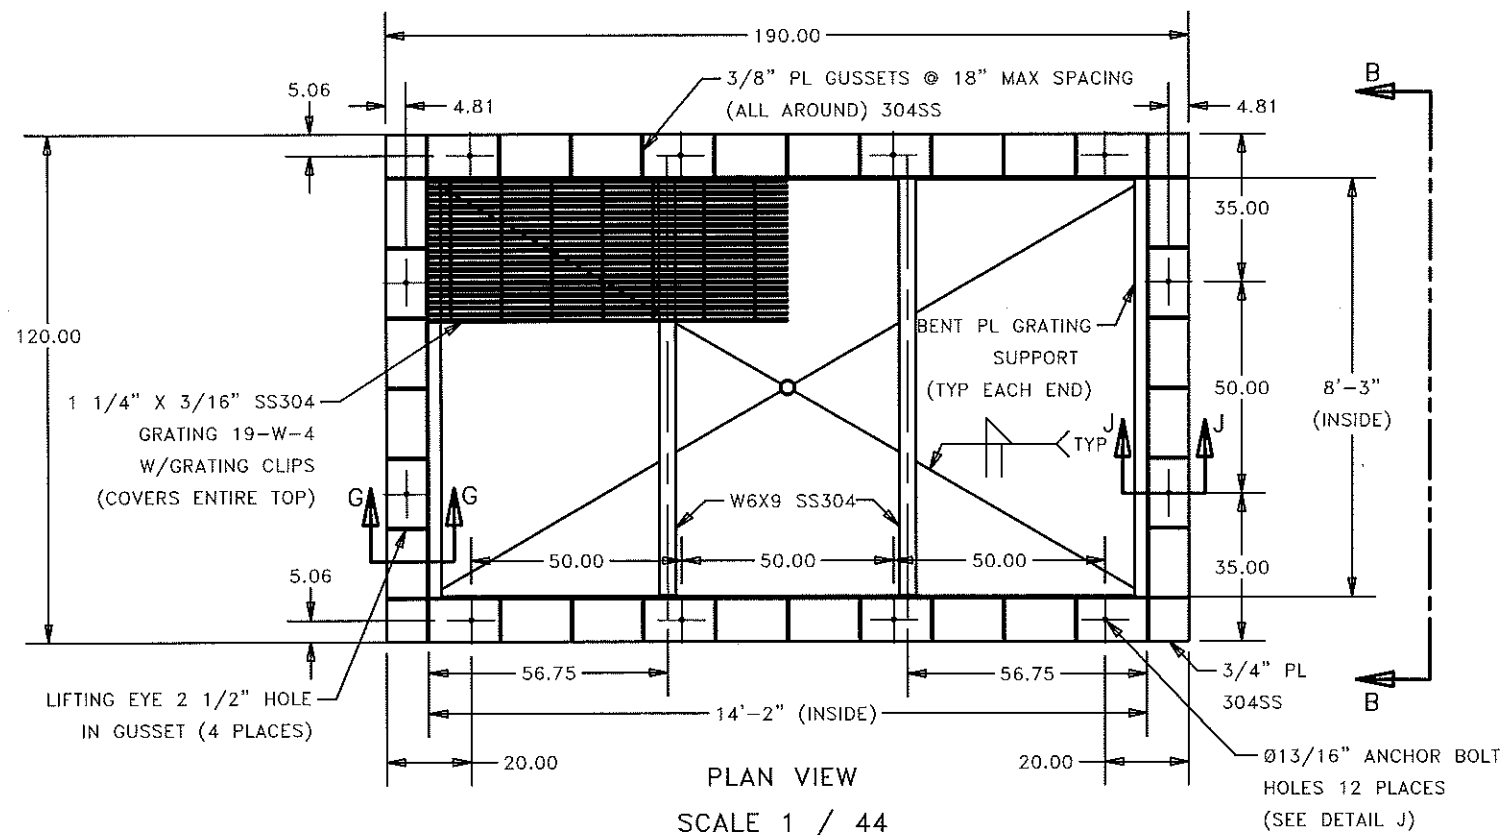 190.00
3/8" PL GUSSETS @ 18" MAX SPACING
(ALL AROUND) 304SS
B
5.06
4.81
4.81
35.00
120.00
BENT PL GRATING
SUPPORT
(TYP EACH END)
50.00
8'-3"
(INSIDE)
1 1/4" X 3/16" SS304
GRATING 19-W-4
W/GRATING CLIPS
(COVERS ENTIRE TOP)
J
J
TYP
G
G
W6X9 SS304
50.00
50.00
50.00
35.00
5.06
56.75
56.75
3/4" PL
304SS
B
LIFTING EYE 2 1/2" HOLE
IN GUSSET (4 PLACES)
14'-2" (INSIDE)
20.00
20.00
Ø13/16" ANCHOR BOLT
HOLES 12 PLACES
(SEE DETAIL J)
PLAN VIEW
SCALE 1 / 44